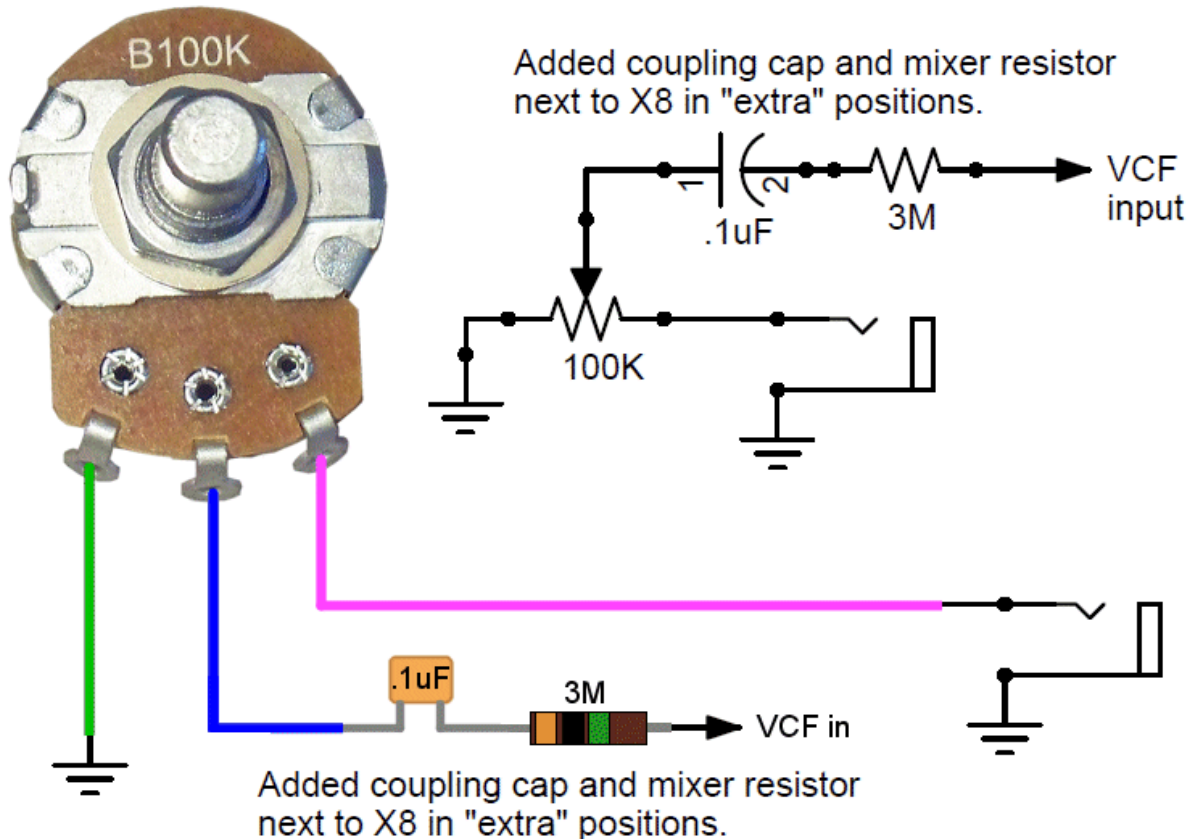 B100K
Added coupling cap and mixer resistor
next to X8 in "extra" positions.
1
2
.1uF
3M
VCF
input
100K
.1uF
3M
VCF in
Added coupling cap and mixer resistor
next to X8 in "extra" positions.